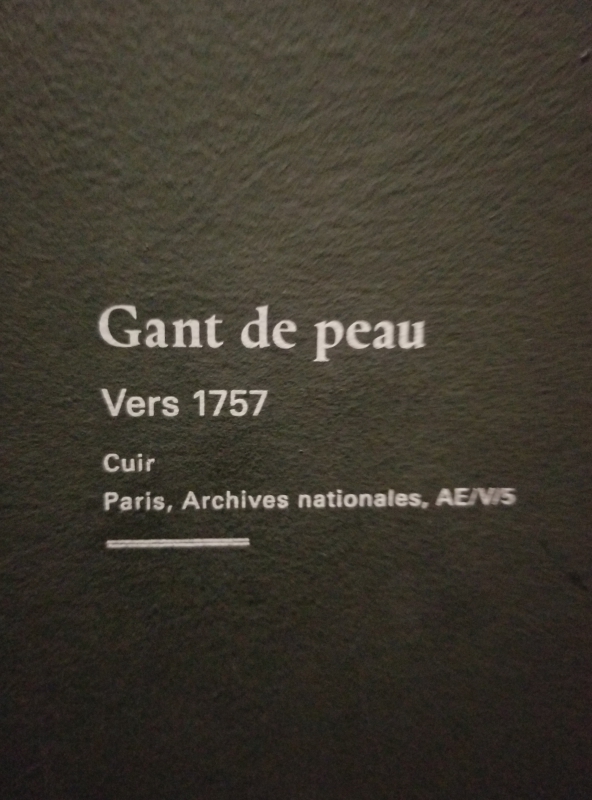 Gant de peau
Vers 1757
Cuir
Paris, Archives nationales, AE/V/5